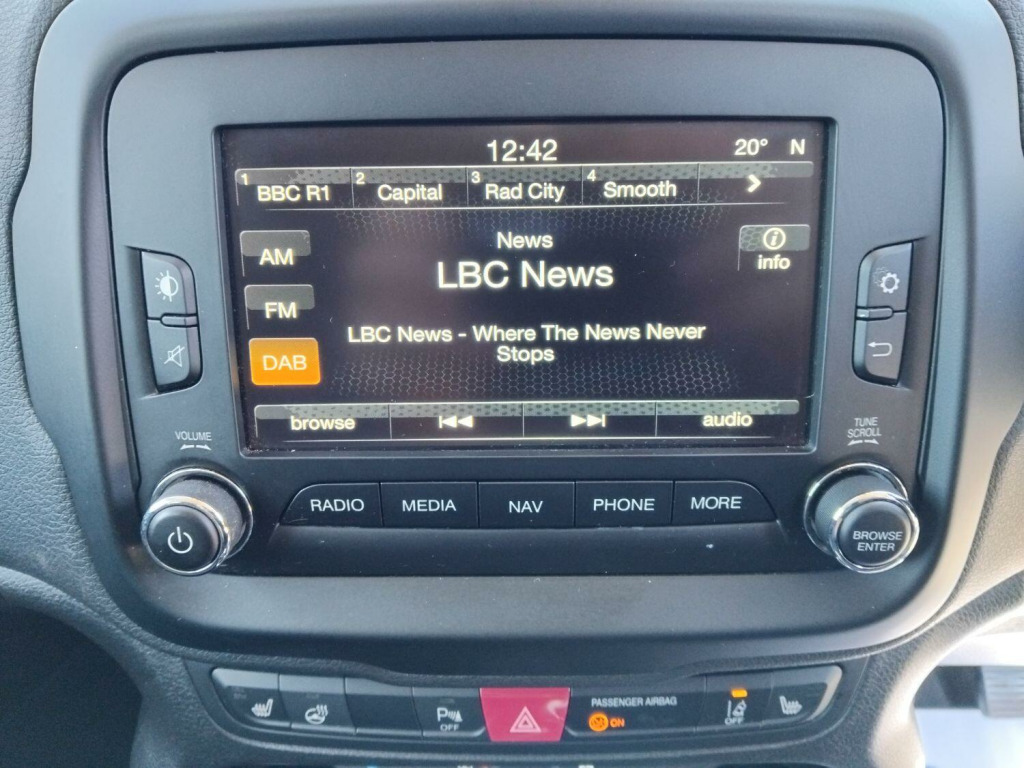 12:42
20° N
1 BBC R1 2 Capital 3 Rad City 4 Smooth
News
i info
AM
LBC News
FM
LBC News - Where The News Never
Stops
DAB
browse audio
VOLUME
TUNE
SCROLL
RADIO MEDIA NAV PHONE MORE
BROWSE
ENTER
PASSENGER AIRBAG
P OFF
ON
OFF